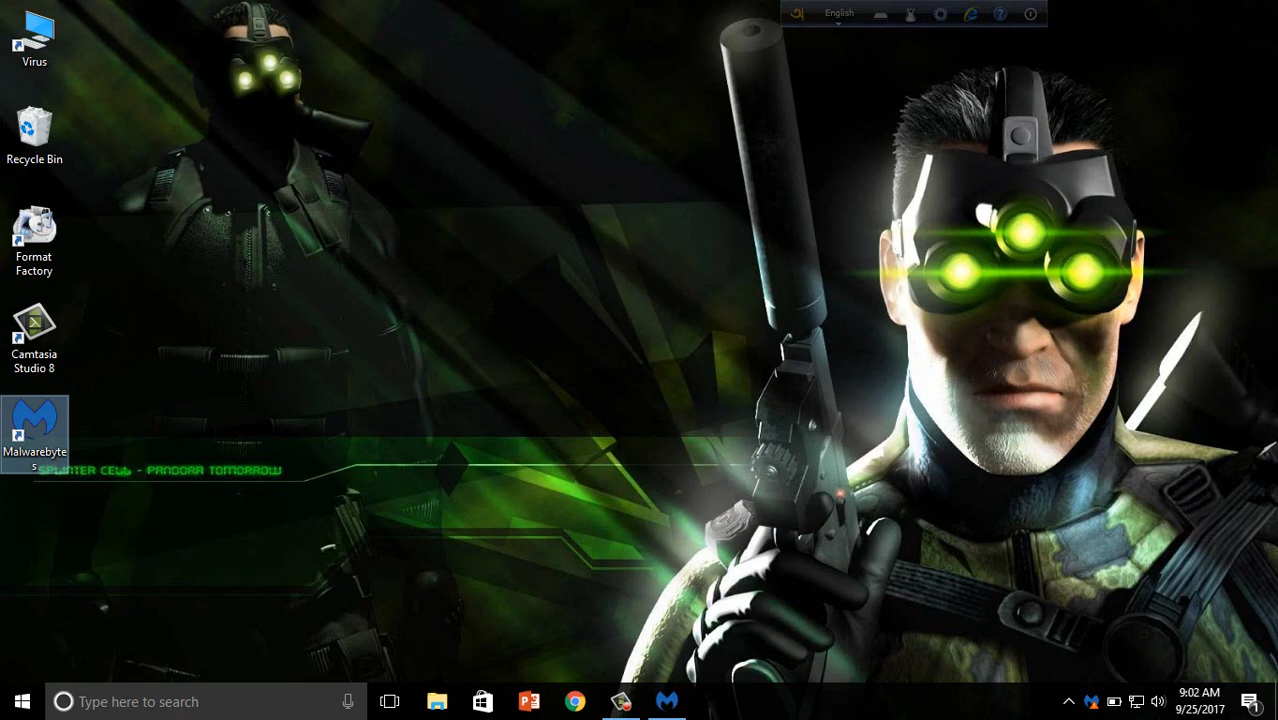 English
Virus
Recycle Bin
Format
Factory
Camtasia
Studio 8
Malwarebyte
s
SPLINTER CELL - PANDORA TOMORROW
Type here to search
9:02 AM
9/25/2017
1